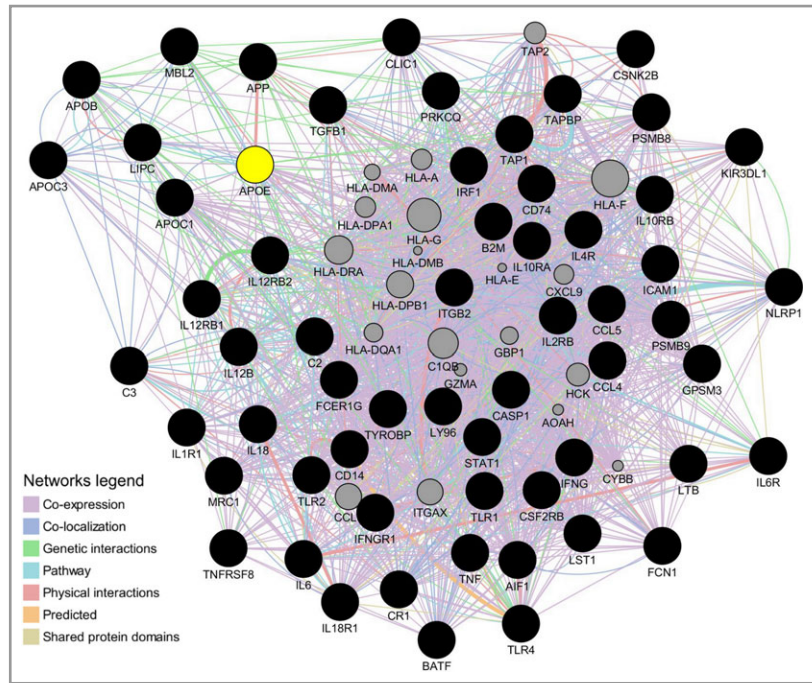 TAP2
CLIC1
MBL2
APP
CSNK2B
APOB
TGFB1
PRKCQ
TAPBP
PSMB8
LIPC
APOC3
APOE
TAP1
KIR3DL1
HLA-DMA
HLA-A
IRF1
CD74
HLA-F
APOC1
HLA-DPA1
IL10RB
HLA-G
B2M
IL10RA
IL4R
HLA-DRA
HLA-DMB
HLA-E
IL12RB2
CXCL9
ICAM1
NLRP1
HLA-DPB1
ITGB2
IL12RB1
IL2RB
CCL5
PSMB9
HLA-DQA1
C2
IL12B
C1QB
GBP1
CCL4
GPSM3
C3
GZMA
HCK
FCER1G
CASP1
TYROBP
LY96
AOAH
IL1R1
IL18
STAT1
CD14
IFNG
CYBB
LTB
IL6R
MRC1
TLR2
CCL
ITGAX
TLR1
CSF2RB
IFNGR1
TNFRSF8
IL6
TNF
AIF1
LST1
FCN1
IL18R1
CR1
BATF
TLR4
Networks legend
Co-expression
Co-localization
Genetic interactions
Pathway
Physical interactions
Predicted
Shared protein domains